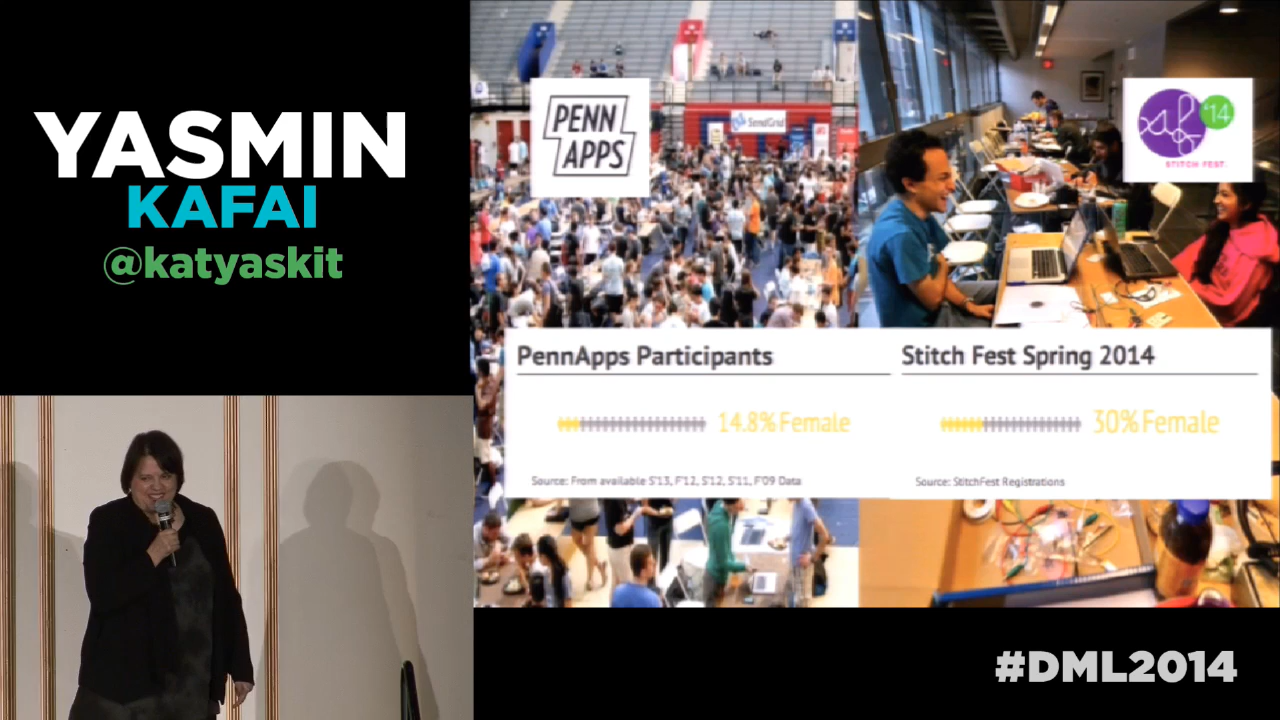 YASMIN
KAFAI
@katyaskit
PENN
APPS
SendGrid
'14
STITCH FEST.
PennApps Participants
14.8% Female
Source: From available S'13, F'12, S'12, S'11, F'09 Data
Stitch Fest Spring 2014
30% Female
Source: StitchFest Registrations
#DML2014